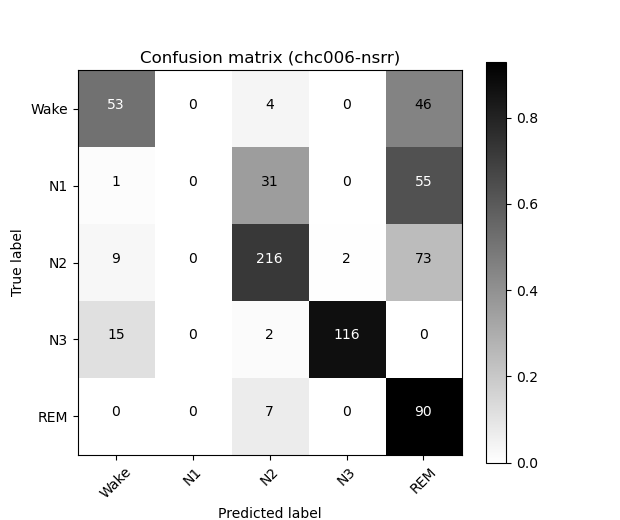 Confusion matrix (chc006-nsrr)
Wake 53 0 4 0 46
N1 1 0 31 0 55
N2 9 0 216 2 73
N3 15 0 2 116 0
REM 0 0 7 0 90
Wake N1 N2 N3 REM
Predicted label
True label
0.8
0.6
0.4
0.2
0.0